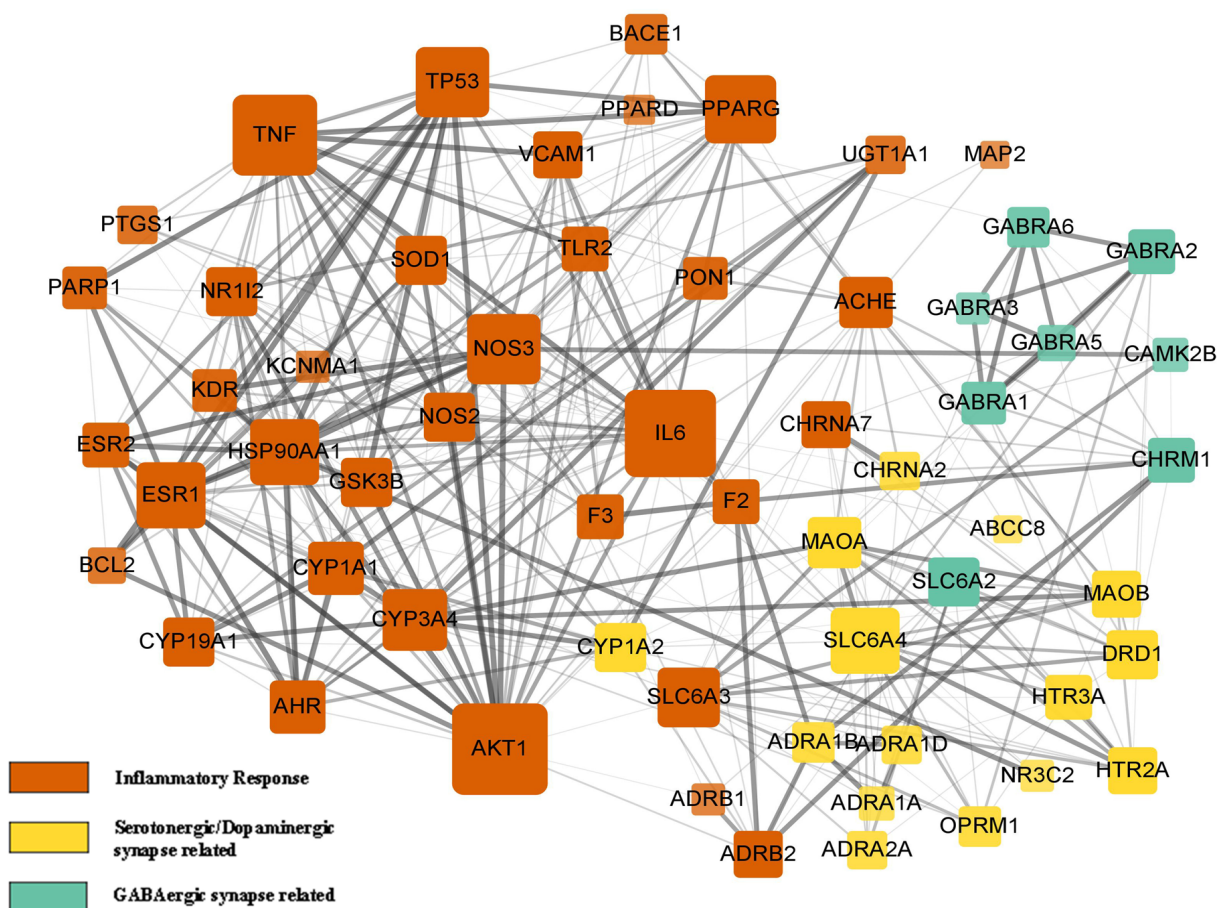 BACE1
TP53
PPARD
PPARG
TNF
VCAM1
UGT1A1
MAP2
PTGS1
GABRA6
GABRA2
SOD1
TLR2
PARP1
NR1I2
PON1
ACHE
GABRA3
GABRA5
NOS3
CAMK2B
KCNMA1
KDR
GABRA1
NOS2
CHRNA7
IL6
ESR2
HSP90AA1
CHRM1
CHRNA2
GSK3B
ESR1
F2
F3
ABCC8
MAOA
BCL2
CYP1A1
SLC6A2
MAOB
CYP3A4
CYP19A1
SLC6A4
CYP1A2
DRD1
SLC6A3
HTR3A
AHR
ADRA1B
ADRA1D
AKT1
NR3C2
HTR2A
Inflammatory Response
ADRB1
ADRA1A
OPRM1
Serotonergic/Dopaminergic
synapse related
ADRB2
ADRA2A
GABAergic synapse related